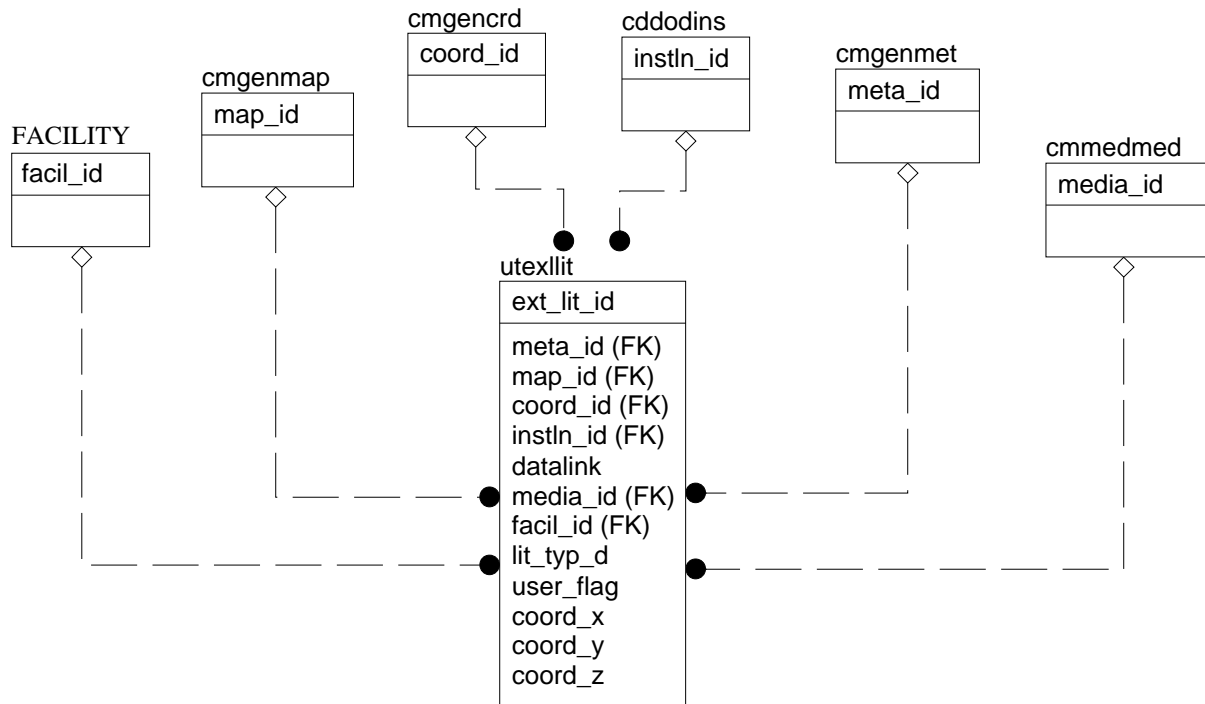 cmgencrd
coord_id
cddodins
instln_id
cmgenmap
map_id
cmgenmet
meta_id
FACILITY
facil_id
cmmedmed
media_id
utexllit
ext_lit_id
meta_id (FK)
map_id (FK)
coord_id (FK)
instln_id (FK)
datalink
media_id (FK)
facil_id (FK)
lit_typ_d
user_flag
coord_x
coord_y
coord_z